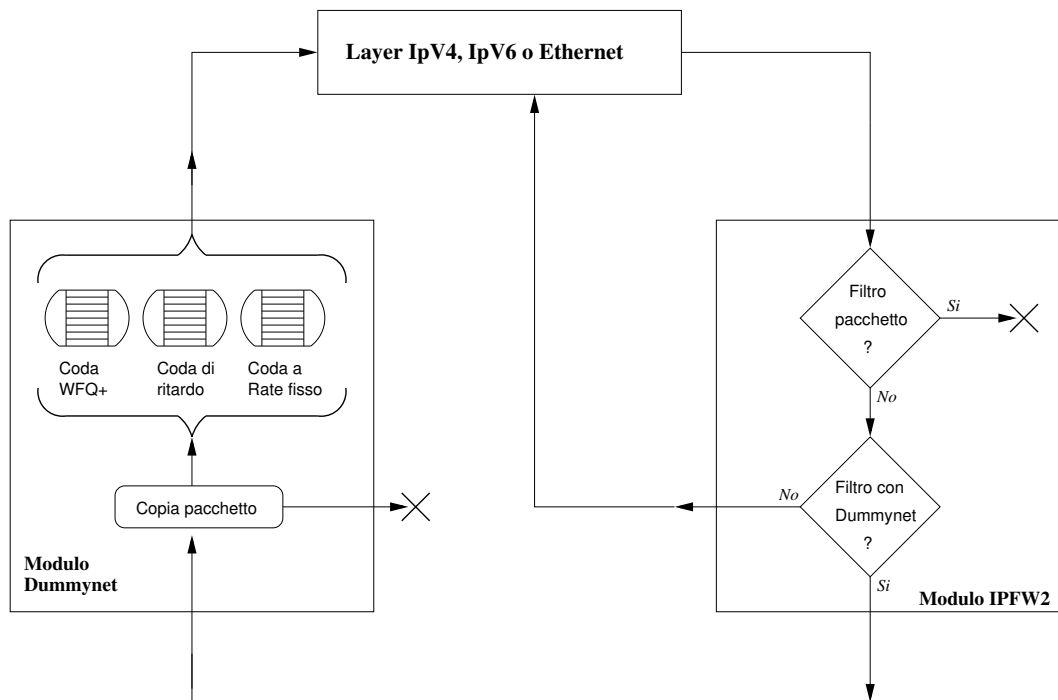 Layer IpV4, IpV6 o Ethernet
Coda
WFQ+
Coda di
ritardo
Coda a
Rate fisso
Copia pacchetto
Modulo
Dummynet
Filtro
pacchetto
?
Si
No
Filtro con
Dummynet
?
No
Si
Modulo IPFW2